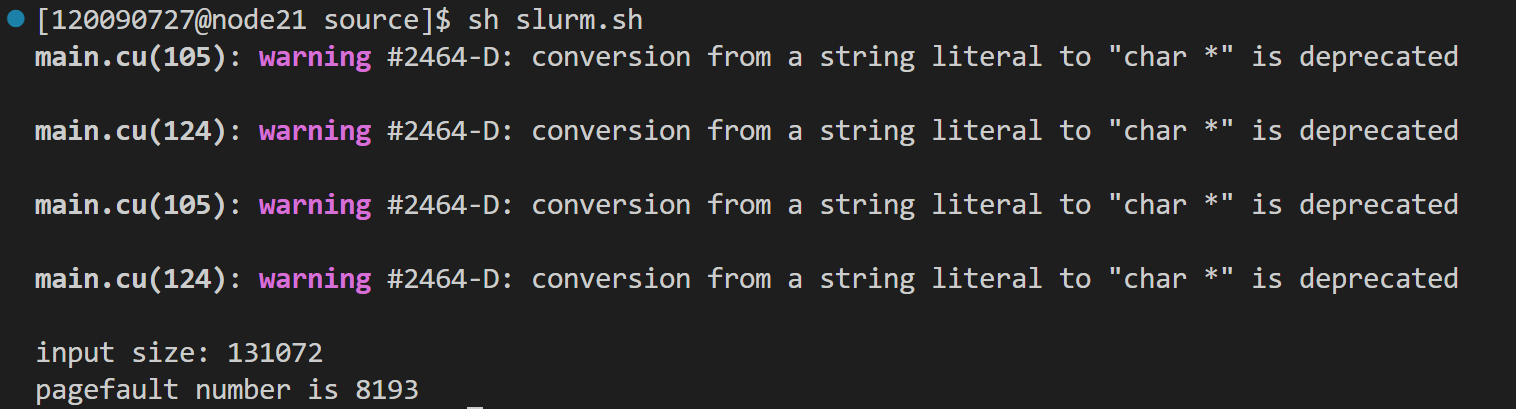 [120090727@node21 source]$ sh slurm.sh
main.cu(105): warning #2464-D: conversion from a string literal to "char *" is deprecated
main.cu(124): warning #2464-D: conversion from a string literal to "char *" is deprecated
main.cu(105): warning #2464-D: conversion from a string literal to "char *" is deprecated
main.cu(124): warning #2464-D: conversion from a string literal to "char *" is deprecated
input size: 131072
pagefault number is 8193